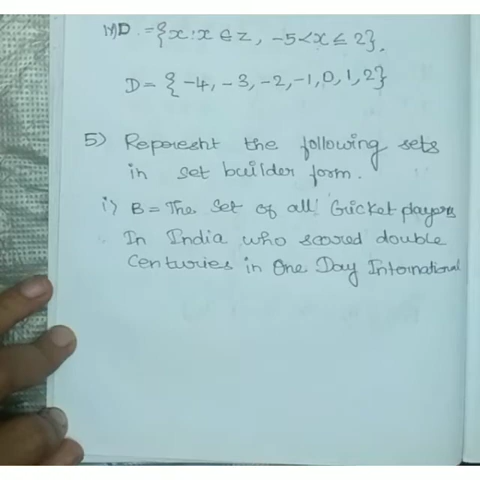 iv) D = {x : x ∈ z, -5 < x ≤ 2}.
D = { -4, -3, -2, -1, 0, 1, 2}
5) Reporesht the following sets
in set builder form.
i) B = The set of all Cricket players
In India who scored double
Centuries in One Day International